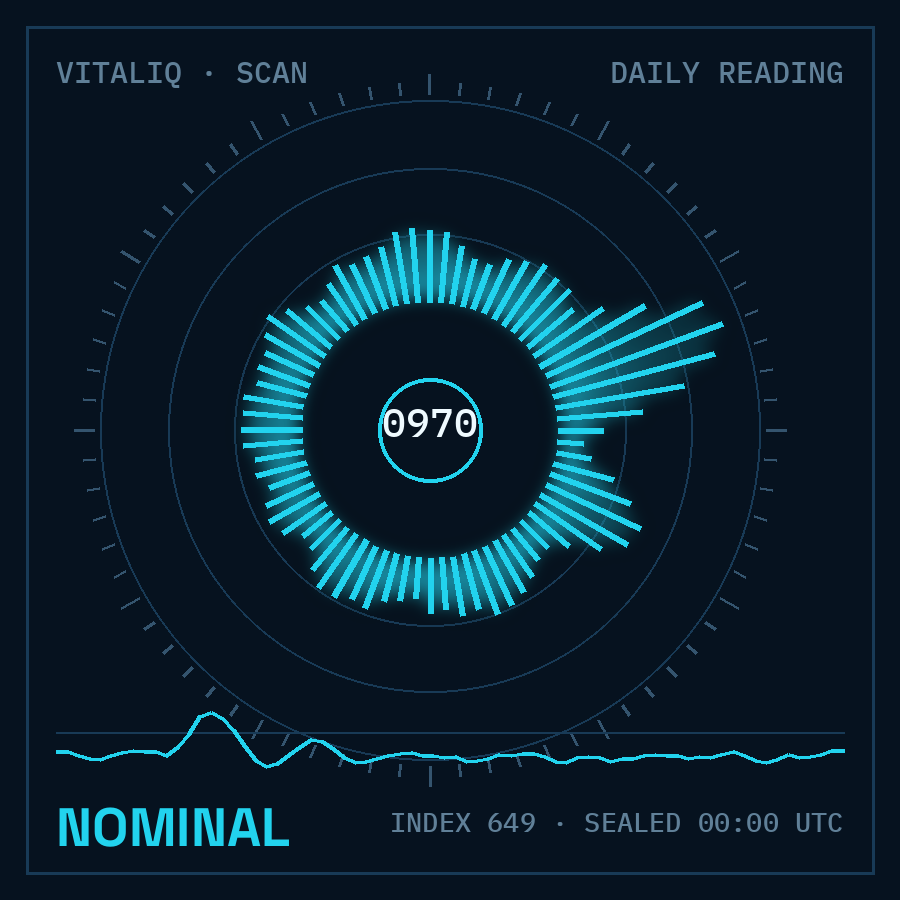 VITALIQ · SCAN
DAILY READING
0970
NOMINAL
INDEX 649 · SEALED 00:00 UTC